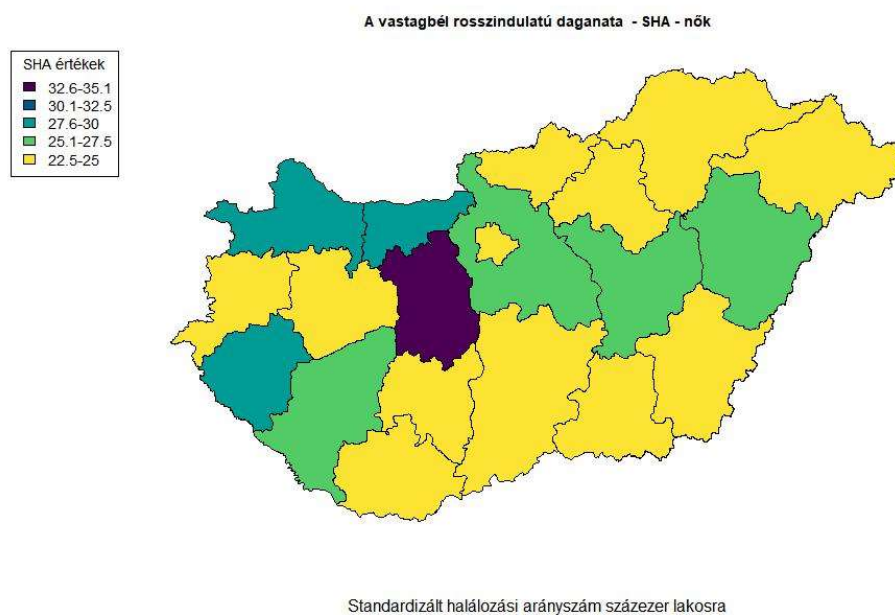 A vastagbél rosszindulatú daganata - SHA - nők
SHA értékek
32.6-35.1
30.1-32.5
27.6-30
25.1-27.5
22.5-25
Standardizált halálozási arányszám százezer lakosra